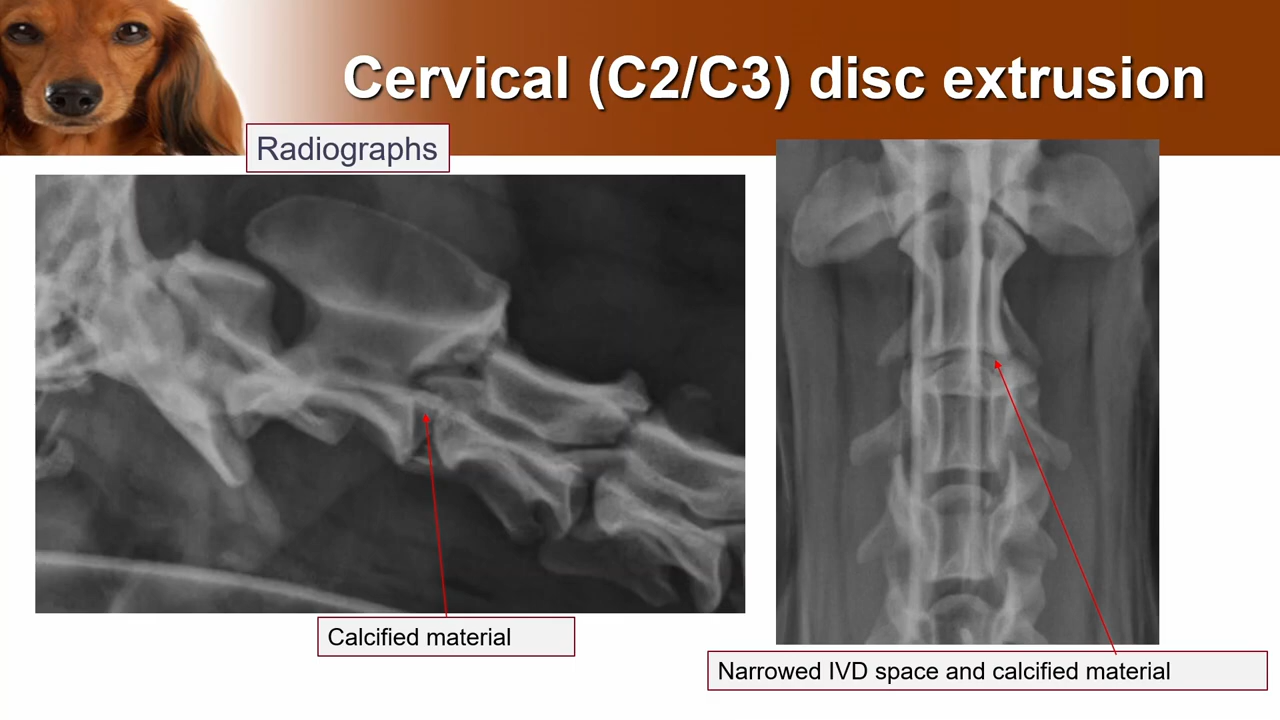 Cervical (C2/C3) disc extrusion
Radiographs
Calcified material
Narrowed IVD space and calcified material